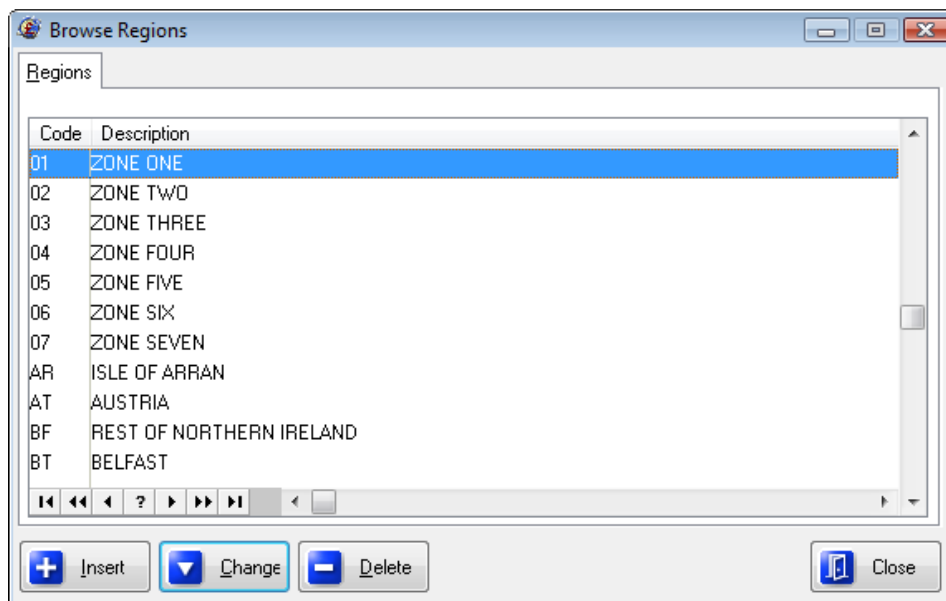 Browse Regions
Regions
Code Description
01 ZONE ONE
02 ZONE TWO
03 ZONE THREE
04 ZONE FOUR
05 ZONE FIVE
06 ZONE SIX
07 ZONE SEVEN
AR ISLE OF ARRAN
AT AUSTRIA
BF REST OF NORTHERN IRELAND
BT BELFAST
?
Insert Change Delete Close